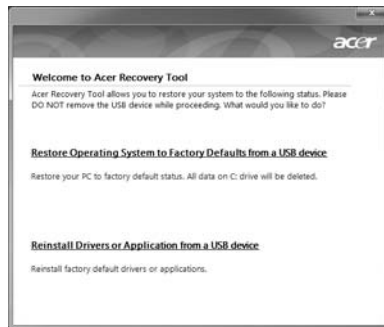 acer
Welcome to Acer Recovery Tool
Acer Recovery Tool allows you to restore your system to the following status. Please
DO NOT remove the USB device while proceeding. What would you like to do?
Restore Operating System to Factory Defaults from a USB device
Restore your PC to factory default status. All data on C: drive will be deleted.
Reinstall Drivers or Application from a USB device
Reinstall factory default drivers or applications.